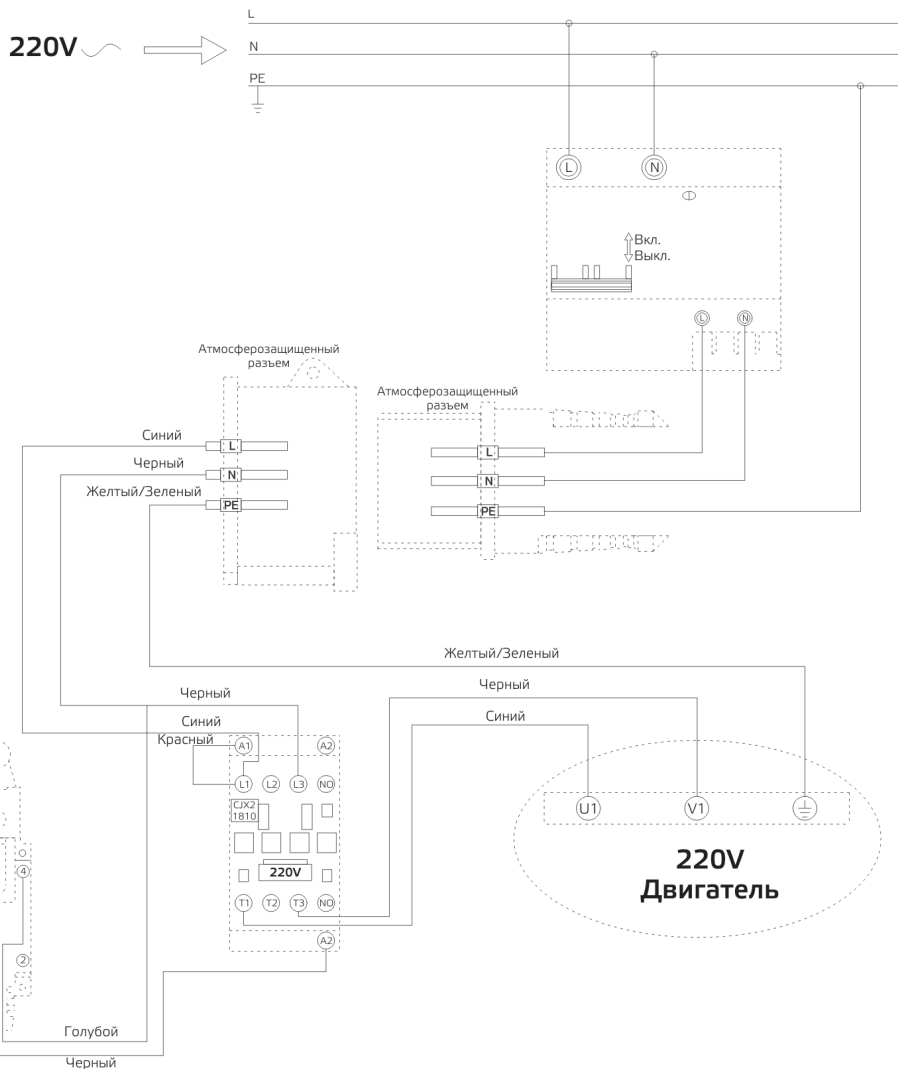 L
220V
N
PE
L
N
Вкл.
Выкл.
L
N
Атмосферозащищенный
разъем
Атмосферозащищенный
разъем
Синий
L
L
Черный
N
N
Желтый/Зеленый
PE
PE
Желтый/Зеленый
Черный
Черный
Синий
Синий
Красный
A1
A2
L1
L2
L3
NO
CJX2
1810
U1
V1
220V
220V
Двигатель
4
T1
T2
T3
NO
A2
2
Голубой
Черный